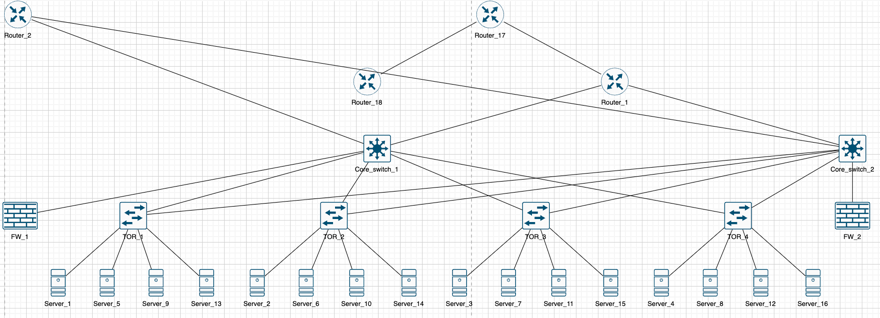 Router_2
Router_17
Router_18
Router_1
Core_switch_1
Core_switch_2
FW_1
TOR_1
TOR_2
TOR_3
TOR_4
FW_2
Server_1
Server_5
Server_9
Server_13
Server_2
Server_6
Server_10
Server_14
Server_3
Server_7
Server_11
Server_15
Server_4
Server_8
Server_12
Server_16